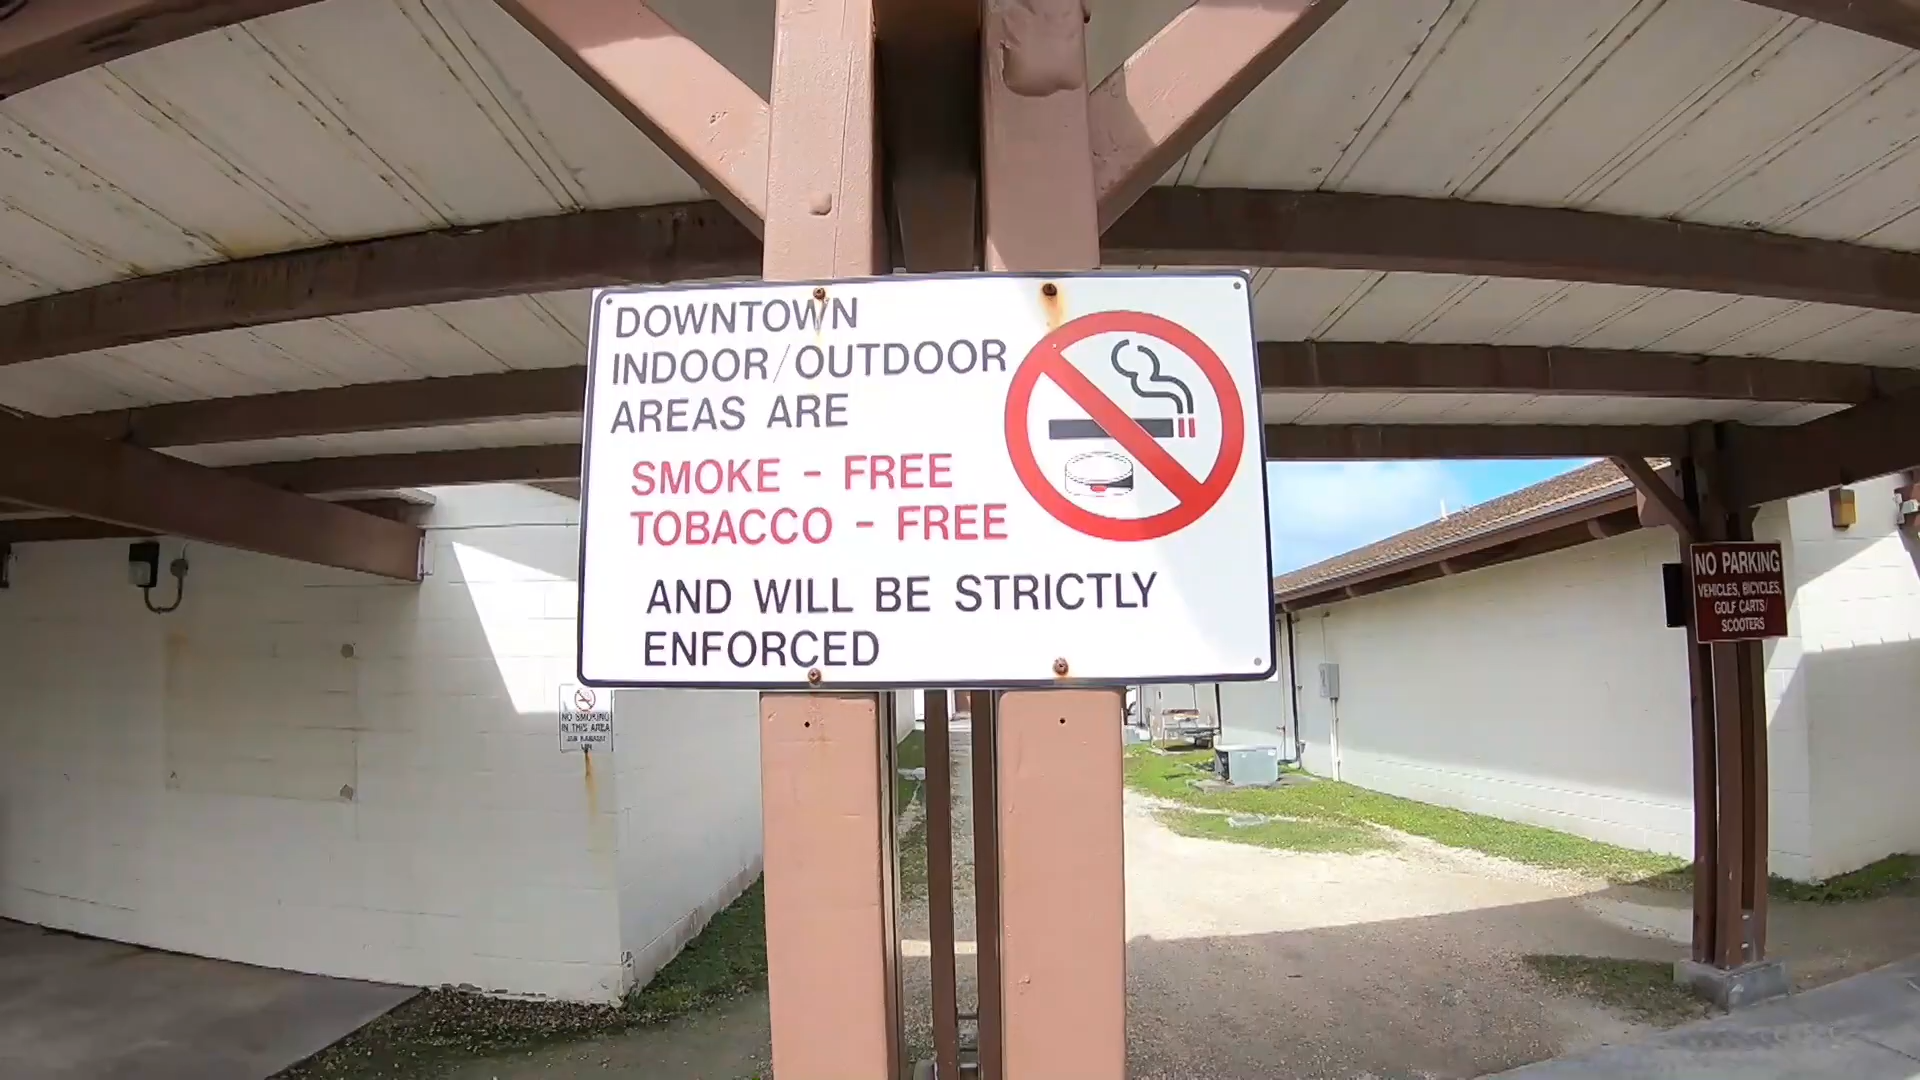 DOWNTOWN
INDOOR/OUTDOOR
AREAS ARE
SMOKE - FREE
TOBACCO - FREE
AND WILL BE STRICTLY
ENFORCED
NO SMOKING
IN THIS AREA
NO PARKING
VEHICLES, BICYCLES,
GOLF CARTS/
SCOOTERS